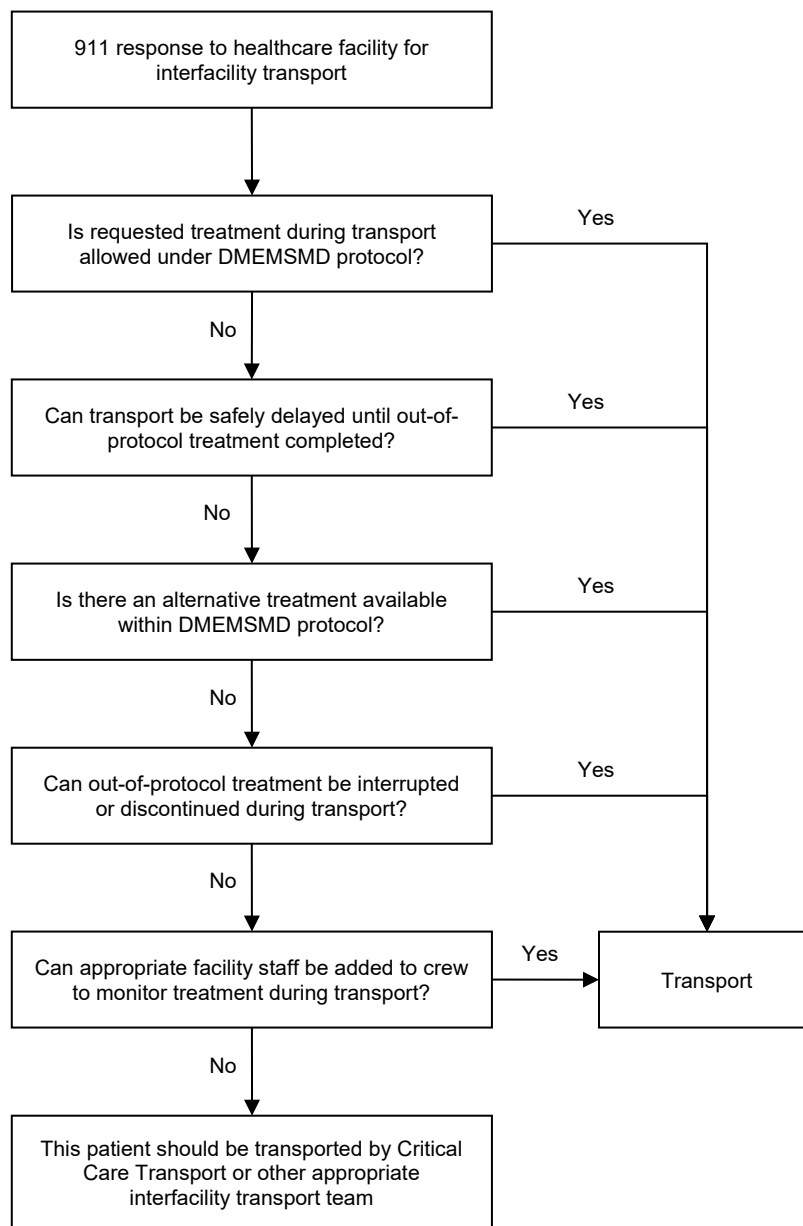 911 response to healthcare facility for
interfacility transport
Is requested treatment during transport
allowed under DMEMSMD protocol?
Yes
No
Can transport be safely delayed until out-of-
protocol treatment completed?
Yes
No
Is there an alternative treatment available
within DMEMSMD protocol?
Yes
No
Can out-of-protocol treatment be interrupted
or discontinued during transport?
Yes
No
Can appropriate facility staff be added to crew
to monitor treatment during transport?
Yes
Transport
No
This patient should be transported by Critical
Care Transport or other appropriate
interfacility transport team